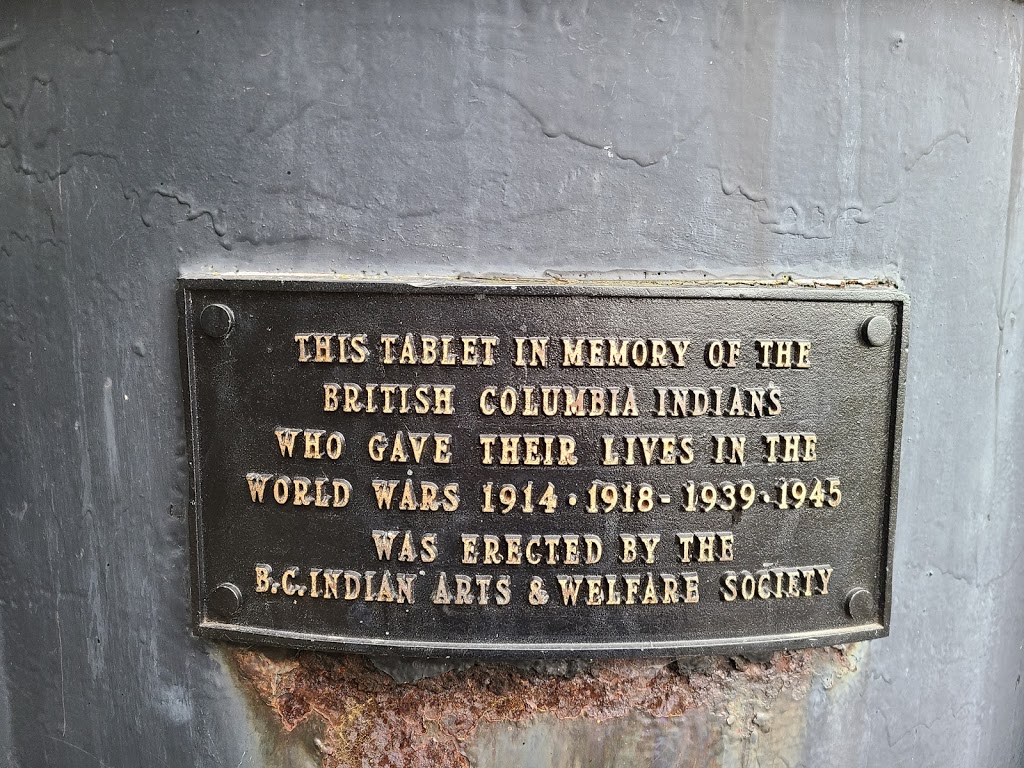 THIS TABLET IN MEMORY OF THE
BRITISH COLUMBIA INDIANS
WHO GAVE THEIR LIVES IN THE
WORLD WARS 1914 · 1918 - 1939 · 1945
WAS ERECTED BY THE
B.C. INDIAN ARTS & WELFARE SOCIETY